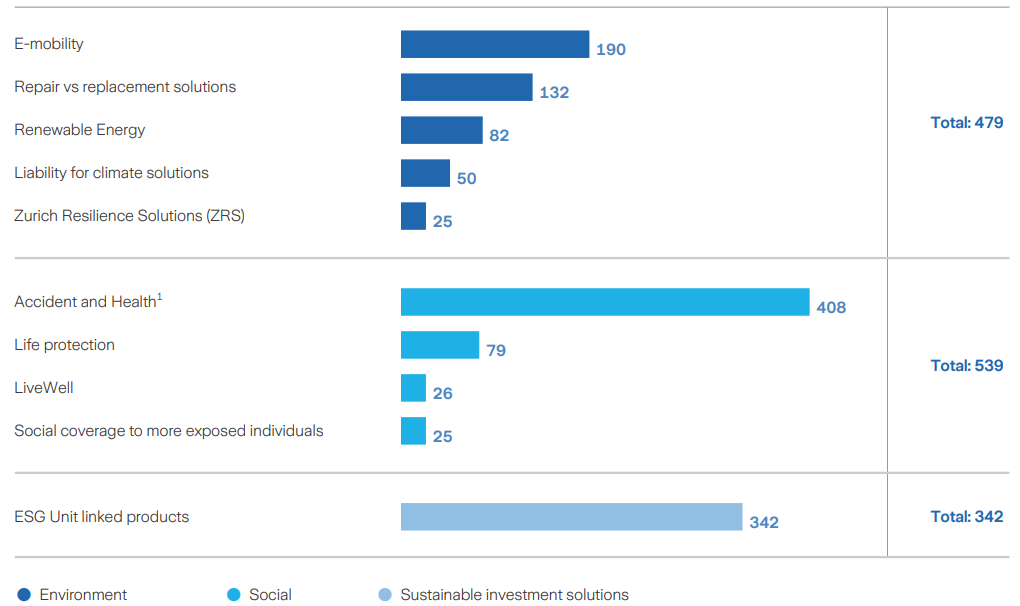 E-mobility 190
Repair vs replacement solutions 132
Renewable Energy 82
Total: 479
Liability for climate solutions 50
Zurich Resilience Solutions (ZRS) 25
Accident and Health¹ 408
Life protection 79
Total: 539
LiveWell 26
Social coverage to more exposed individuals 25
ESG Unit linked products 342 Total: 342
Environment Social Sustainable investment solutions